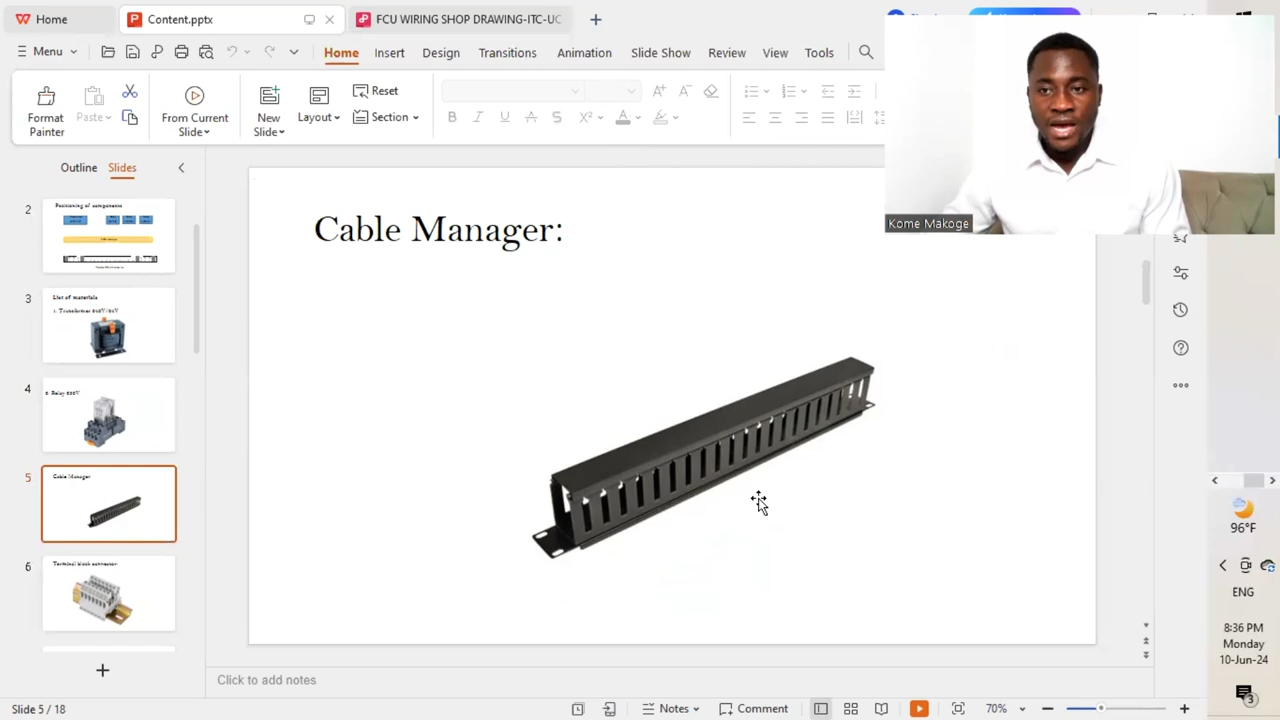 Home
Content.pptx
FCU WIRING SHOP DRAWING-ITC-UC
Menu
Home
Insert
Design
Transitions
Animation
Slide Show
Review
View
Tools
Format Painter
Paste
From Current Slide
New Slide
Layout
Reset
Section
Outline
Slides
2
Positioning of components
3
List of materials
4
5
Cable Manager
6
Terminal block connector
Cable Manager:
Kome Makoge
96°F
ENG
8:36 PM
Monday
10-Jun-24
3
Click to add notes
Slide 5 / 18
Notes
Comment
70%